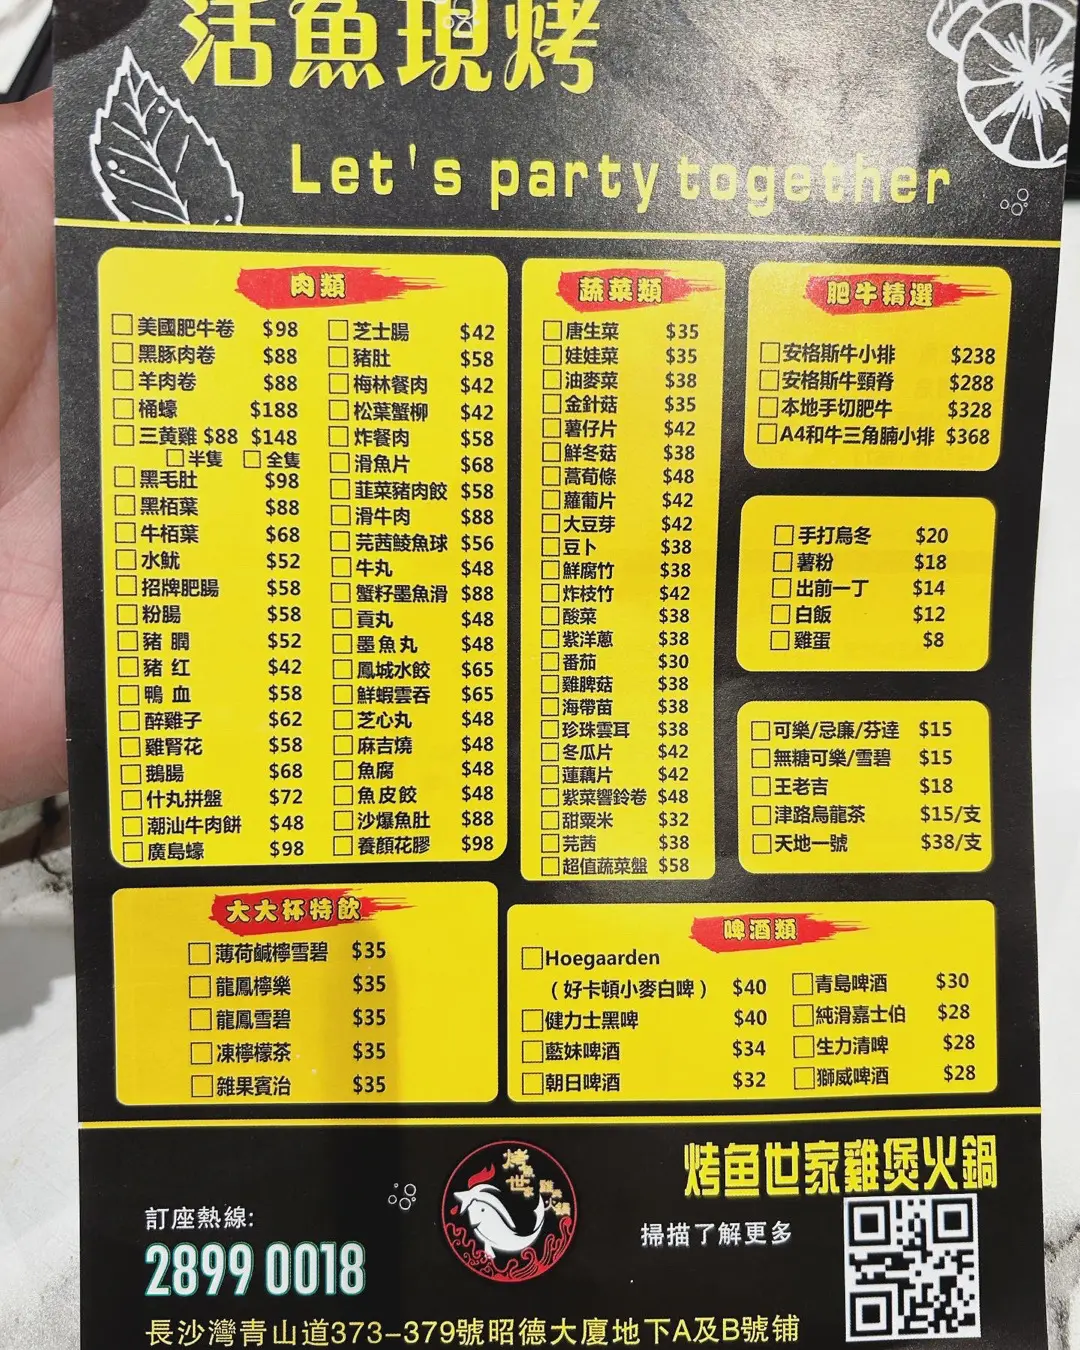 活魚現烤
Let's party together
肉類
美國肥牛卷 $98
黑豚肉卷 $88
羊肉卷 $88
桶蠔 $188
三黄雞 $88 $148
半隻 全隻
黑毛肚 $98
黑栢葉 $88
牛栢葉 $68
水魷 $52
招牌肥腸 $58
粉腸 $58
豬 膶 $52
豬 红 $42
鴨 血 $58
醉雞子 $62
雞腎花 $58
鵝腸 $68
什丸拼盤 $72
潮汕牛肉餅 $48
廣島蠔 $98
芝士腸 $42
豬肚 $58
梅林餐肉 $42
松葉蟹柳 $42
炸餐肉 $58
滑魚片 $68
韮菜豬肉餃 $58
滑牛肉 $88
芫茜鯪魚球 $56
牛丸 $48
蟹籽墨魚滑 $88
貢丸 $48
墨魚丸 $48
鳳城水餃 $65
鮮蝦雲吞 $65
芝心丸 $48
麻吉燒 $48
魚腐 $48
魚皮餃 $48
沙爆魚肚 $88
養顏花膠 $98
蔬菜類
唐生菜 $35
娃娃菜 $35
油麥菜 $38
金針菇 $35
薯仔片 $42
鮮冬菇 $38
萵荀條 $48
蘿蔔片 $42
大豆芽 $42
豆卜 $38
鮮腐竹 $38
炸枝竹 $42
酸菜 $38
紫洋蔥 $38
番茄 $30
雞脾菇 $38
海帶苗 $38
珍珠雲耳 $38
冬瓜片 $42
蓮藕片 $42
紫菜響鈴卷 $48
甜粟米 $32
芫茜 $38
超值蔬菜盤 $58
肥牛精選
安格斯牛小排 $238
安格斯牛頸脊 $288
本地手切肥牛 $328
A4和牛三角腩小排 $368
手打烏冬 $20
薯粉 $18
出前一丁 $14
白飯 $12
雞蛋 $8
可樂/忌廉/芬逹 $15
無糖可樂/雪碧 $15
王老吉 $18
津路烏龍茶 $15/支
天地一號 $38/支
大大杯特飲
薄荷鹹檸雪碧 $35
龍鳳檸樂 $35
龍鳳雪碧 $35
凍檸檬茶 $35
雜果賓治 $35
啤酒類
Hoegaarden
（好卡頓小麥白啤） $40
健力士黑啤 $40
藍妹啤酒 $34
朝日啤酒 $32
青島啤酒 $30
純滑嘉士伯 $28
生力清啤 $28
獅威啤酒 $28
烤鱼世家雞煲火鍋
訂座熱線:
2899 0018
掃描了解更多
長沙灣青山道373-379號昭德大廈地下A及B號铺